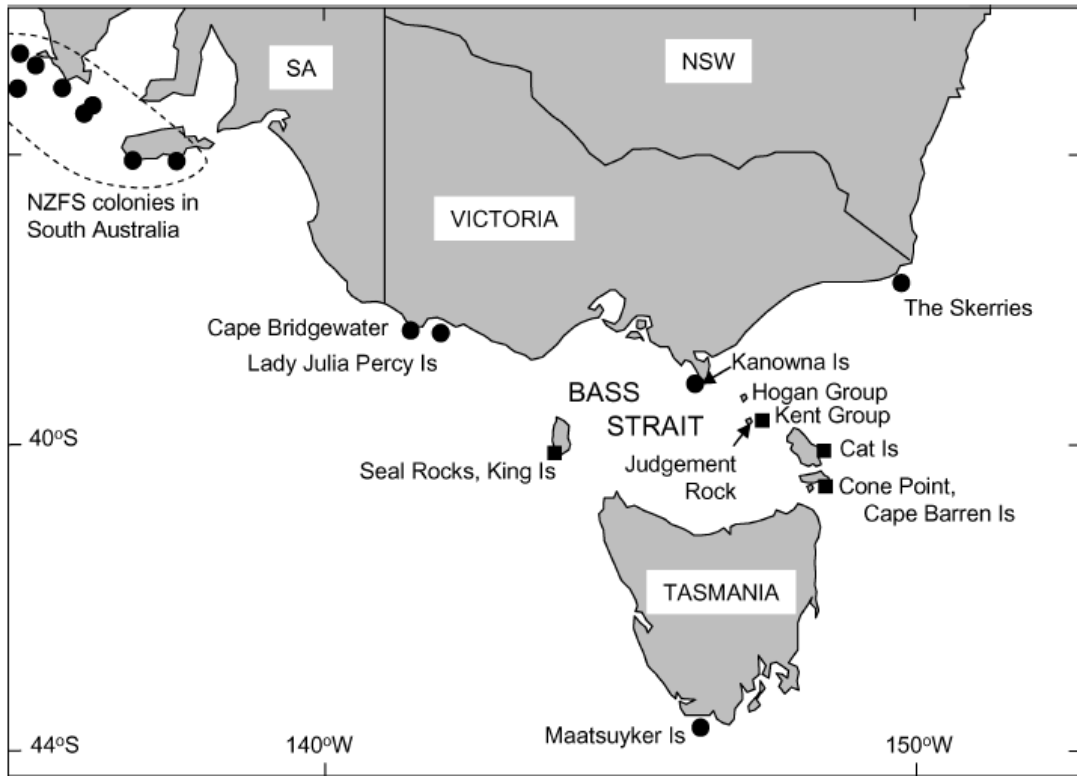 SA
NSW
NZFS colonies in
South Australia
VICTORIA
The Skerries
Cape Bridgewater
Lady Julia Percy Is
Kanowna Is
BASS
STRAIT
Hogan Group
Kent Group
40°S
Seal Rocks, King Is
Judgement
Rock
Cat Is
Cone Point,
Cape Barren Is
TASMANIA
Maatsuyker Is
44°S
140°W
150°W